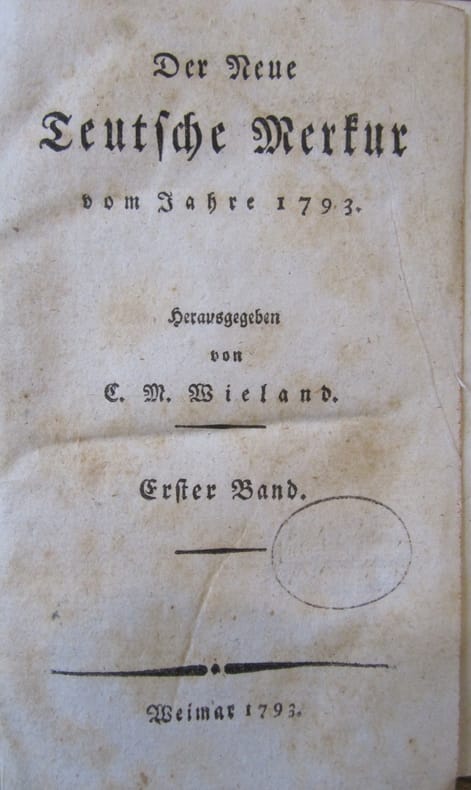 Der Neue
Teutſche Merkur
vom Jahre 1793.
Herausgegeben
von
C. M. Wieland.
Erſter Band.
Weimar 1793.